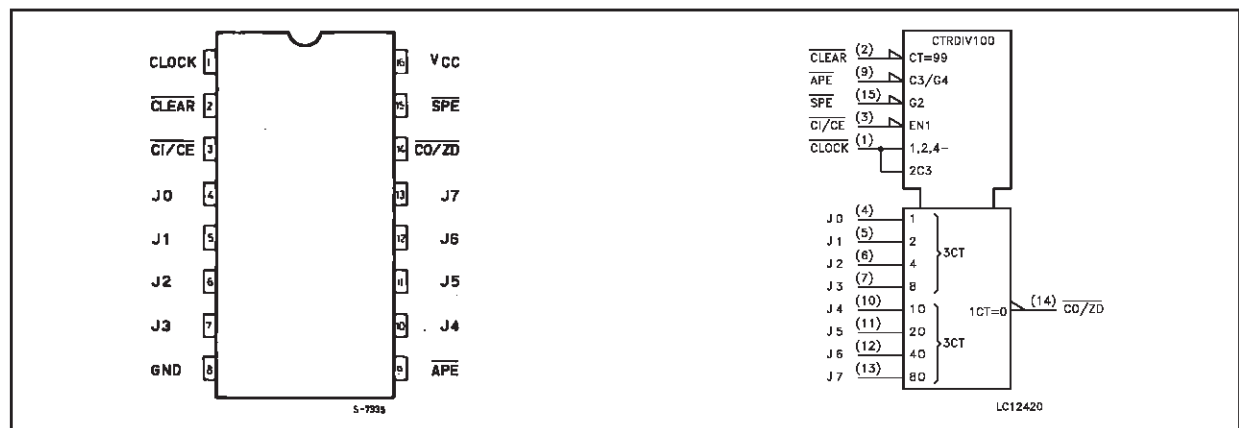 CLOCK 1 16 VCC
CLEAR 2 15 SPE
CI/CE 3 14 CO/ZD
J0 4 13 J7
J1 5 12 J6
J2 6 11 J5
J3 7 10 J4
GND 8 9 APE
S-7335
CTRDIV100
CLEAR (2) CT=99
APE (9) C3/G4
SPE (15) G2
CI/CE (3) EN1
CLOCK (1) 1,2,4-
2C3
J0 (4) 1
J1 (5) 2
3CT
J2 (6) 4
J3 (7) 8
J4 (10) 10 1CT=0 (14) CO/ZD
J5 (11) 20
3CT
J6 (12) 40
J7 (13) 80
LC12420